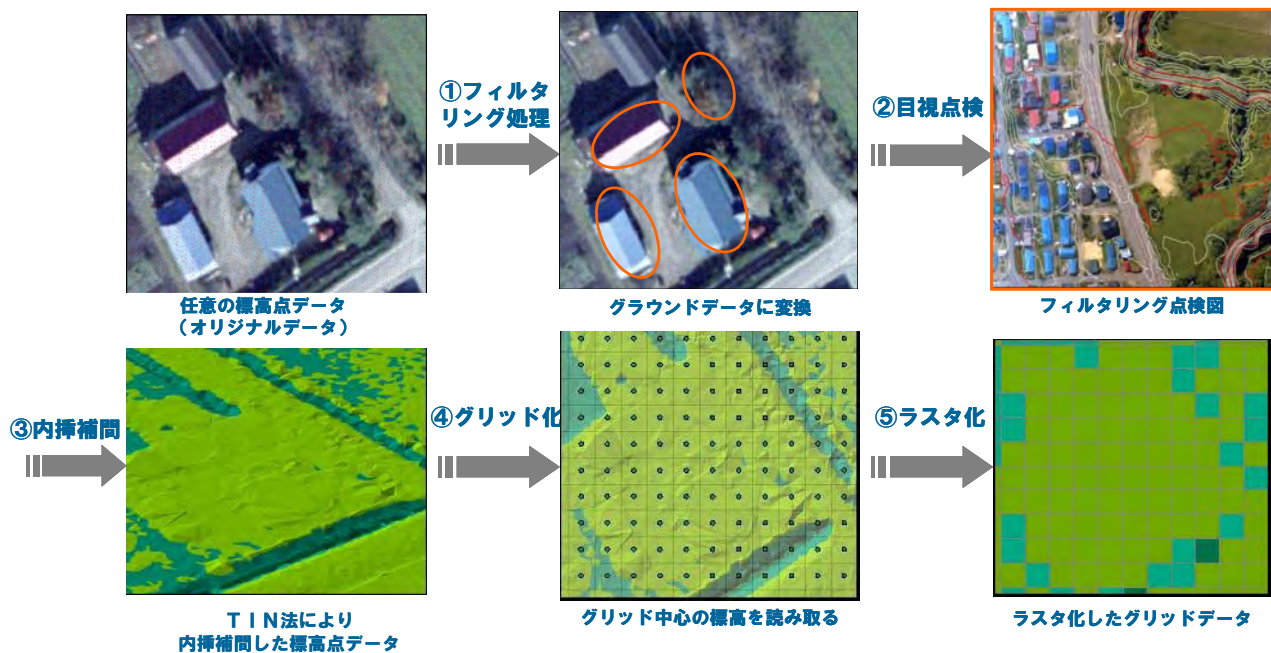 ①フィルタ
リング処理
②目視点検
任意の標高点データ
（オリジナルデータ）
グラウンドデータに変換
フィルタリング点検図
③内挿補間
④グリッド化
⑤ラスタ化
ＴＩＮ法により
内挿補間した標高点データ
グリッド中心の標高を読み取る
ラスタ化したグリッドデータ